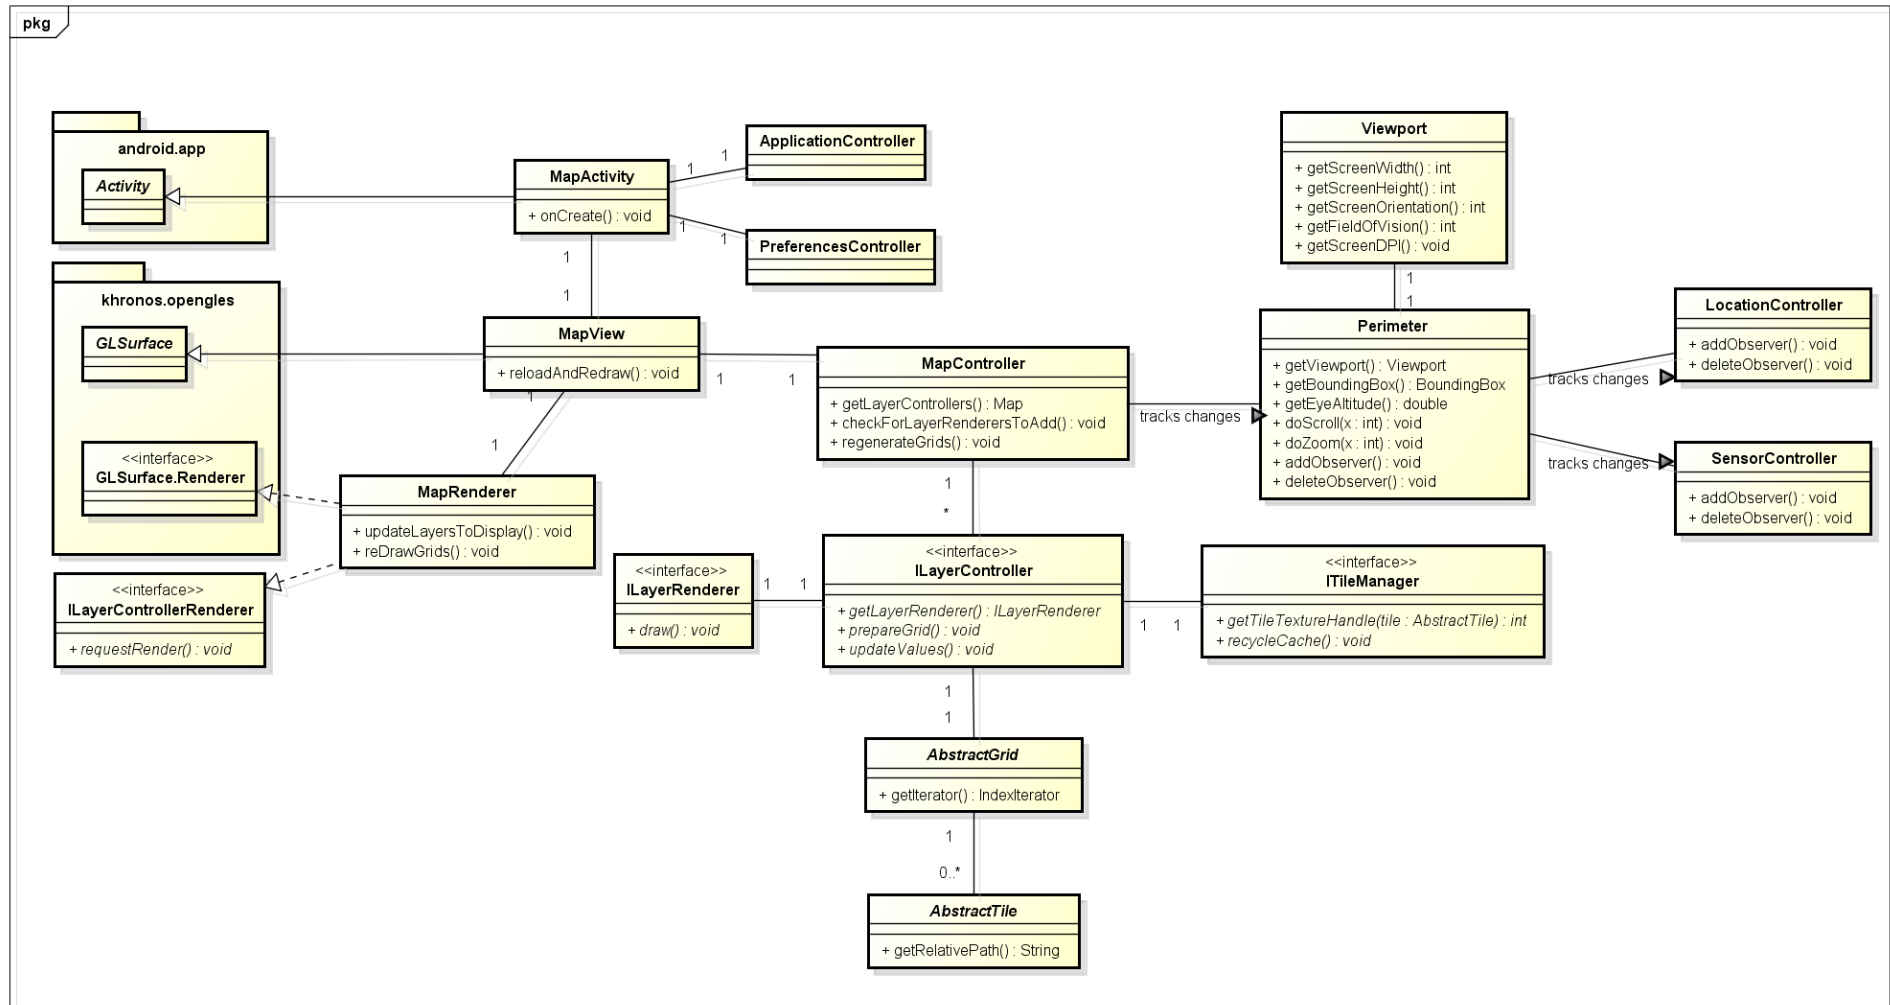 pkg
android.app
Activity
MapActivity
+ onCreate() : void
1
1
ApplicationController
1
1
PreferencesController
1
1
khronos.opengles
GLSurface
<<interface>>
GLSurface.Renderer
MapView
+ reloadAndRedraw() : void
1
1
1
1
MapRenderer
+ updateLayersToDisplay() : void
+ reDrawGrids() : void
<<interface>>
ILayerControllerRenderer
+ requestRender() : void
MapController
+ getLayerControllers() : Map
+ checkForLayerRenderersToAdd() : void
+ regenerateGrids() : void
tracks changes
Viewport
+ getScreenWidth() : int
+ getScreenHeight() : int
+ getScreenOrientation() : int
+ getFieldOfVision() : int
+ getScreenDPI() : void
1
1
Perimeter
+ getViewport() : Viewport
+ getBoundingBox() : BoundingBox
+ getEyeAltitude() : double
+ doScroll(x : int) : void
+ doZoom(x : int) : void
+ addObserver() : void
+ deleteObserver() : void
tracks changes
tracks changes
LocationController
+ addObserver() : void
+ deleteObserver() : void
SensorController
+ addObserver() : void
+ deleteObserver() : void
1
*
<<interface>>
ILayerRenderer
+ draw() : void
1
1
<<interface>>
ILayerController
+ getLayerRenderer() : ILayerRenderer
+ prepareGrid() : void
+ updateValues() : void
1
1
<<interface>>
ITileManager
+ getTileTextureHandle(tile : AbstractTile) : int
+ recycleCache() : void
1
1
AbstractGrid
+ getIterator() : IndexIterator
1
0..*
AbstractTile
+ getRelativePath() : String